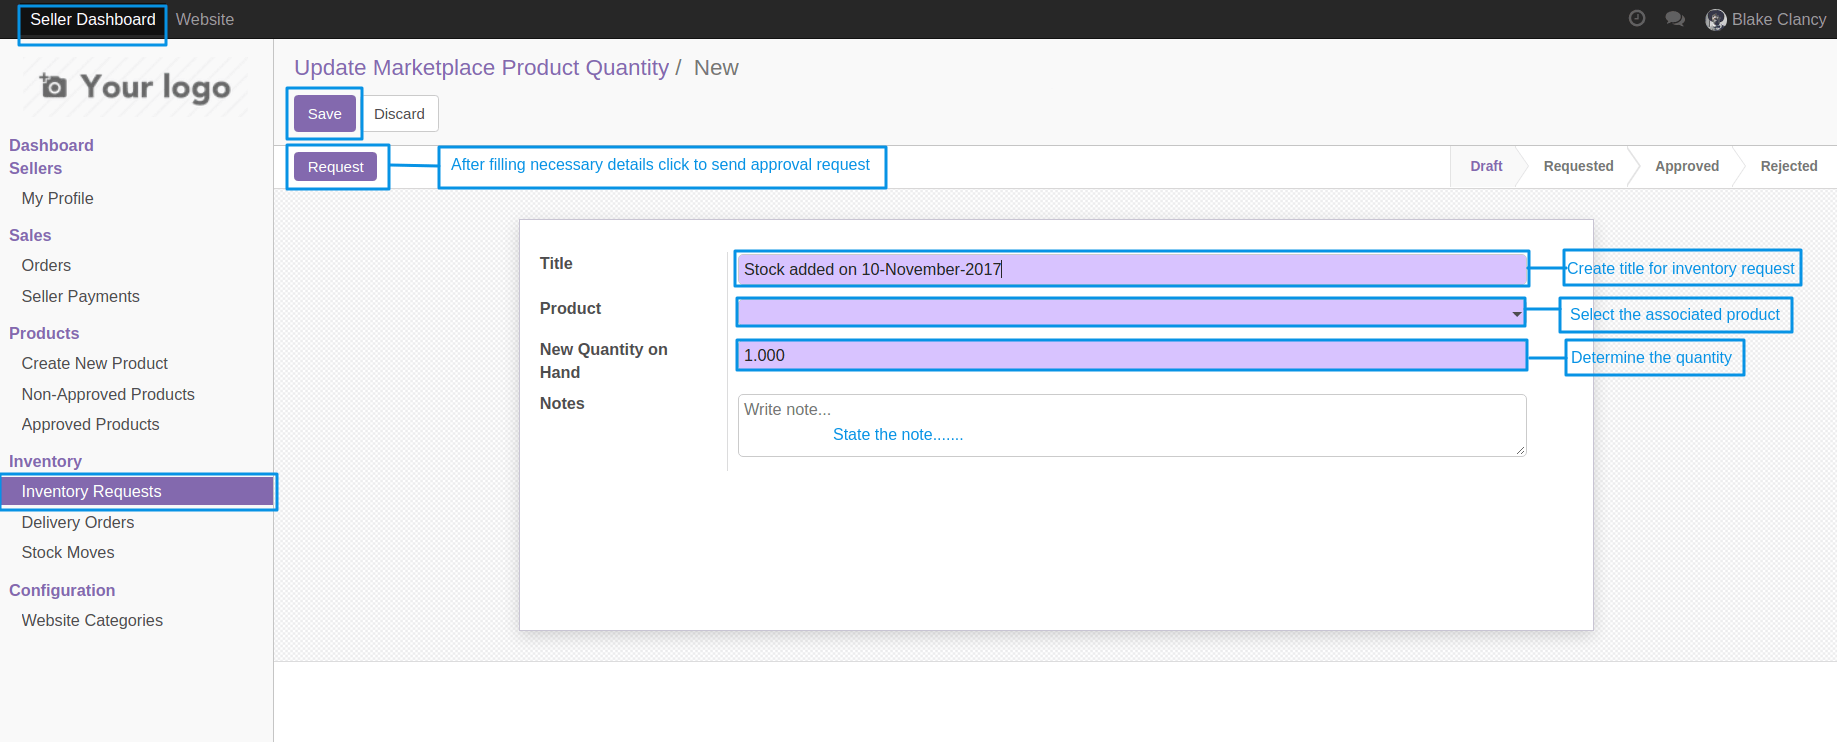 Seller Dashboard Website Blake Clancy
Your logo
Update Marketplace Product Quantity / New
Save Discard
Request After filling necessary details click to send approval request Draft Requested Approved Rejected
Dashboard
Sellers
My Profile
Sales
Orders
Seller Payments
Products
Create New Product
Non-Approved Products
Approved Products
Inventory
Inventory Requests
Delivery Orders
Stock Moves
Configuration
Website Categories
Title Stock added on 10-November-2017 Create title for inventory request
Product Select the associated product
New Quantity on
Hand 1.000 Determine the quantity
Notes Write note...
State the note.......